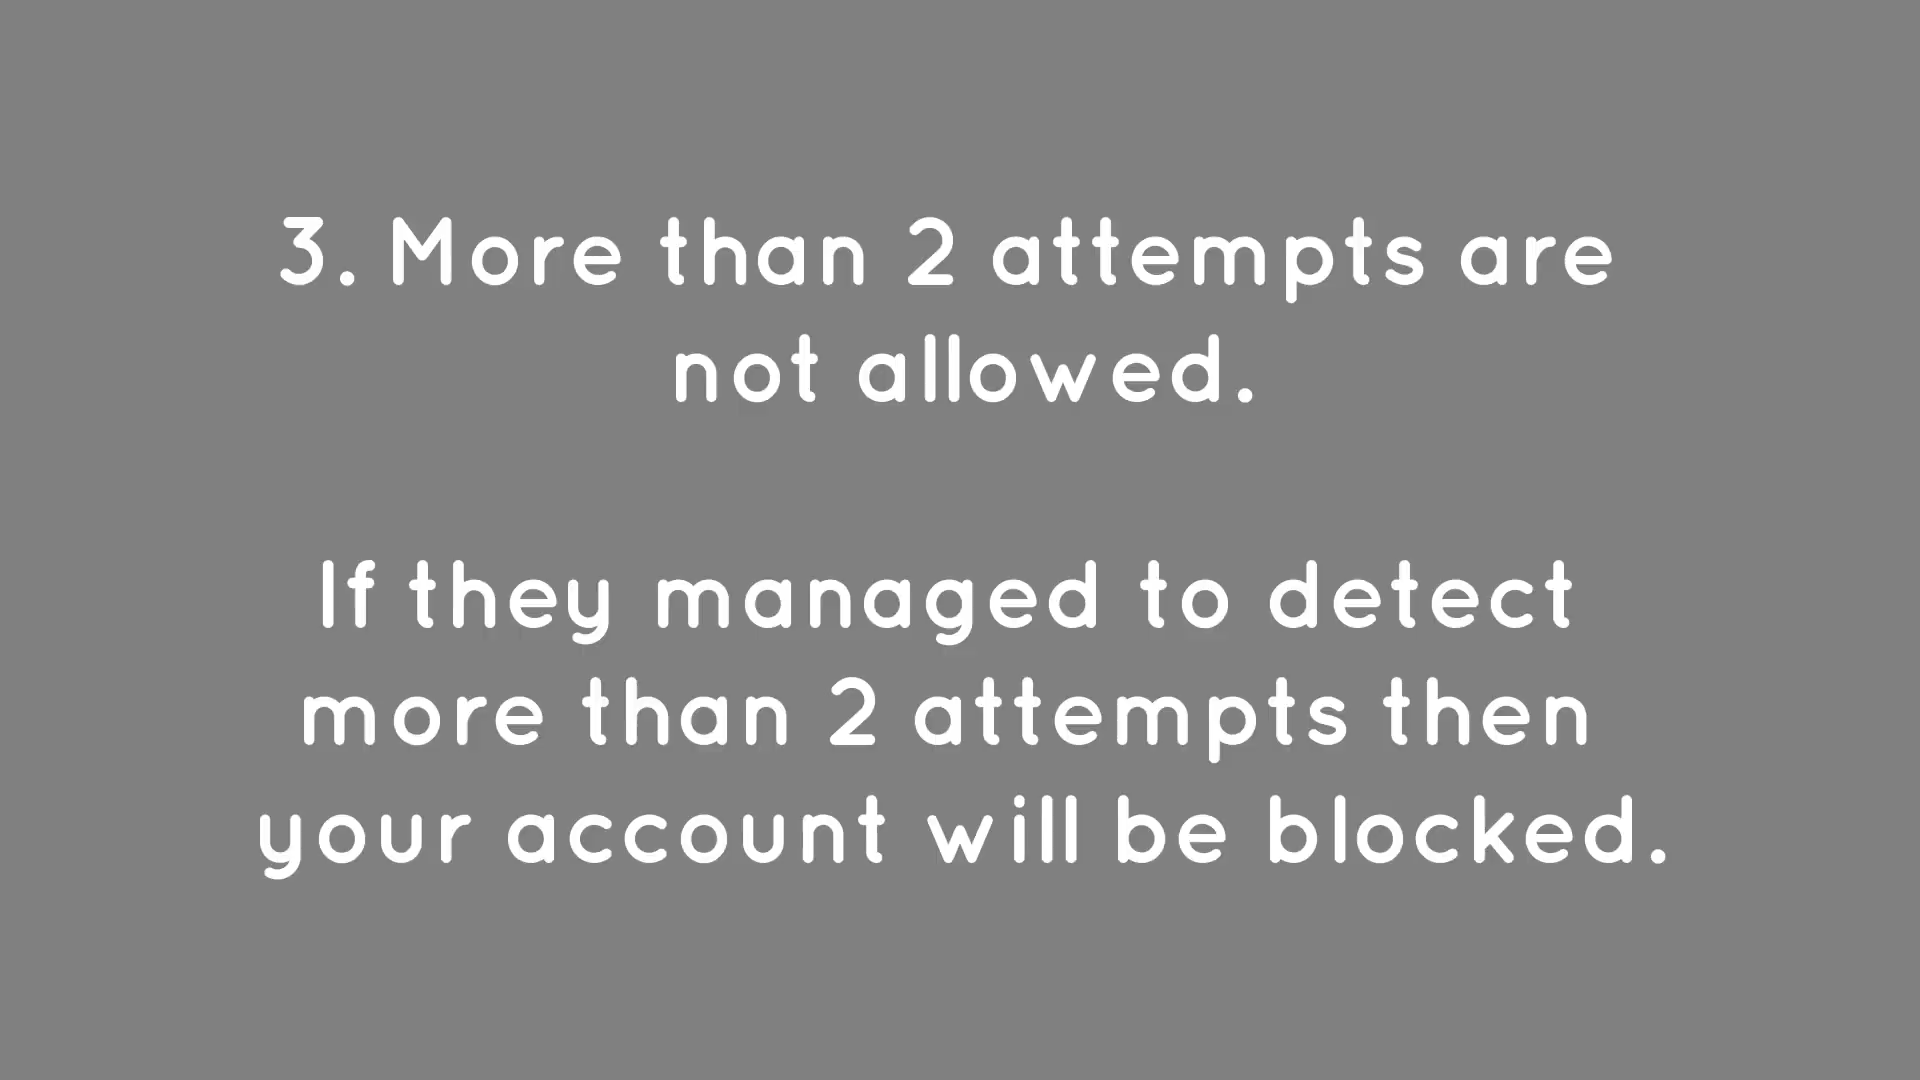 3. More than 2 attempts are
not allowed.
If they managed to detect
more than 2 attempts then
your account will be blocked.